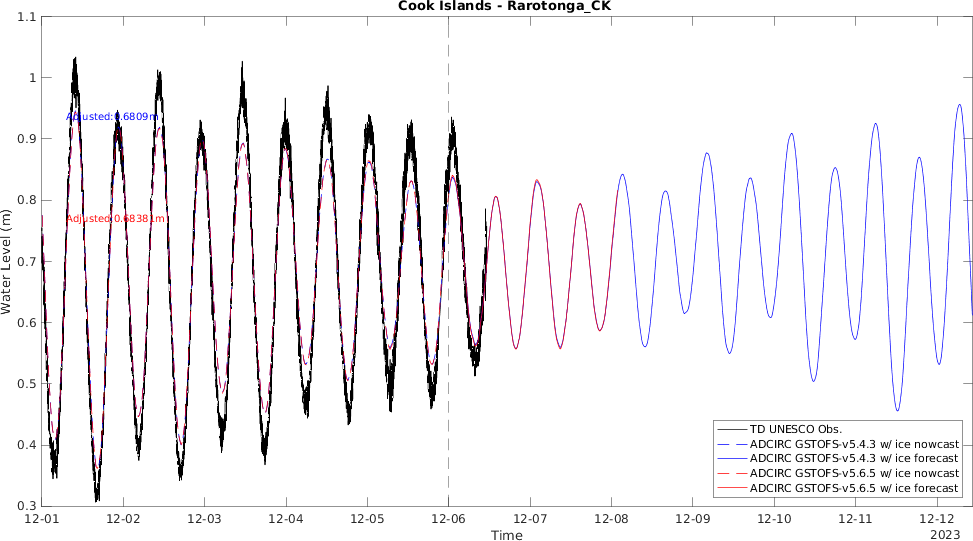 Cook Islands - Rarotonga_CK
1.1
1
0.9
0.8
0.7
0.6
0.5
0.4
0.3
Water Level (m)
Adjusted:0.6809m
Adjusted:0.68381m
TD UNESCO Obs.
ADCIRC GSTOFS-v5.4.3 w/ ice nowcast
ADCIRC GSTOFS-v5.4.3 w/ ice forecast
ADCIRC GSTOFS-v5.6.5 w/ ice nowcast
ADCIRC GSTOFS-v5.6.5 w/ ice forecast
12-01 12-02 12-03 12-04 12-05 12-06 12-07 12-08 12-09 12-10 12-11 12-12
2023
Time